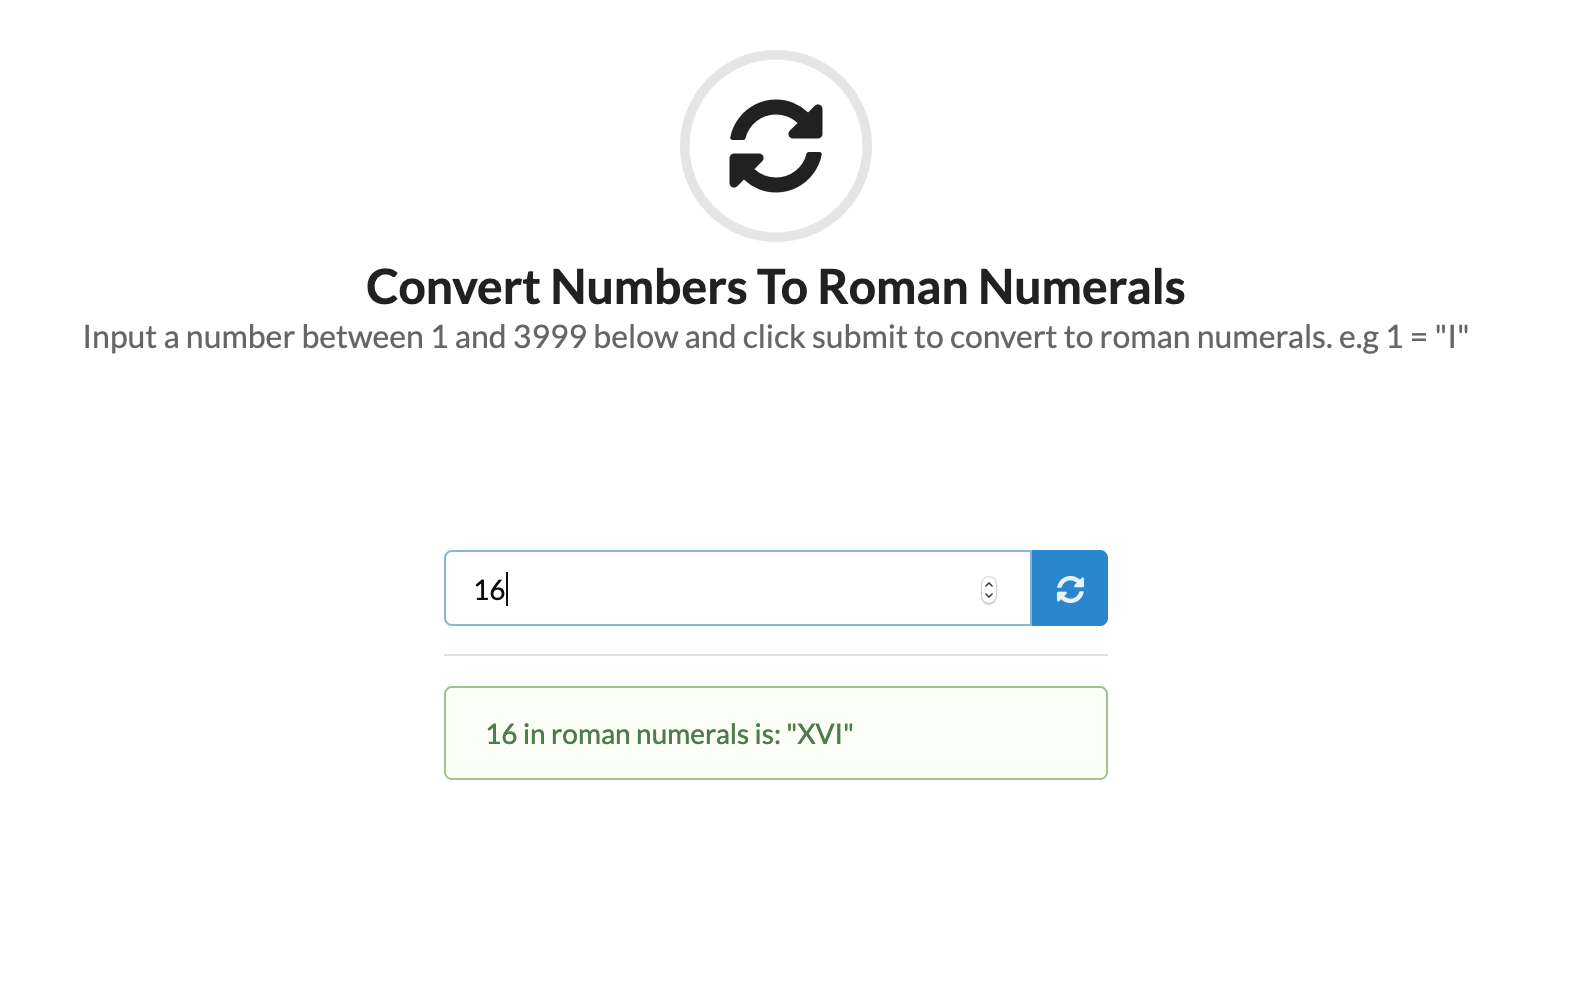 Convert Numbers To Roman Numerals
Input a number between 1 and 3999 below and click submit to convert to roman numerals. e.g 1 = "I"
16
16 in roman numerals is: "XVI"